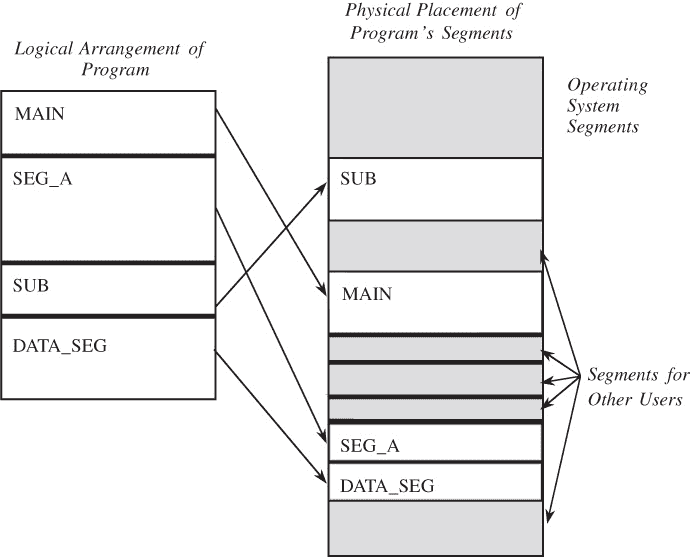 Logical Arrangement of
Program
MAIN
SEG_A
SUB
DATA_SEG
Physical Placement of
Program's Segments
SUB
MAIN
SEG_A
DATA_SEG
Operating
System
Segments
Segments for
Other Users